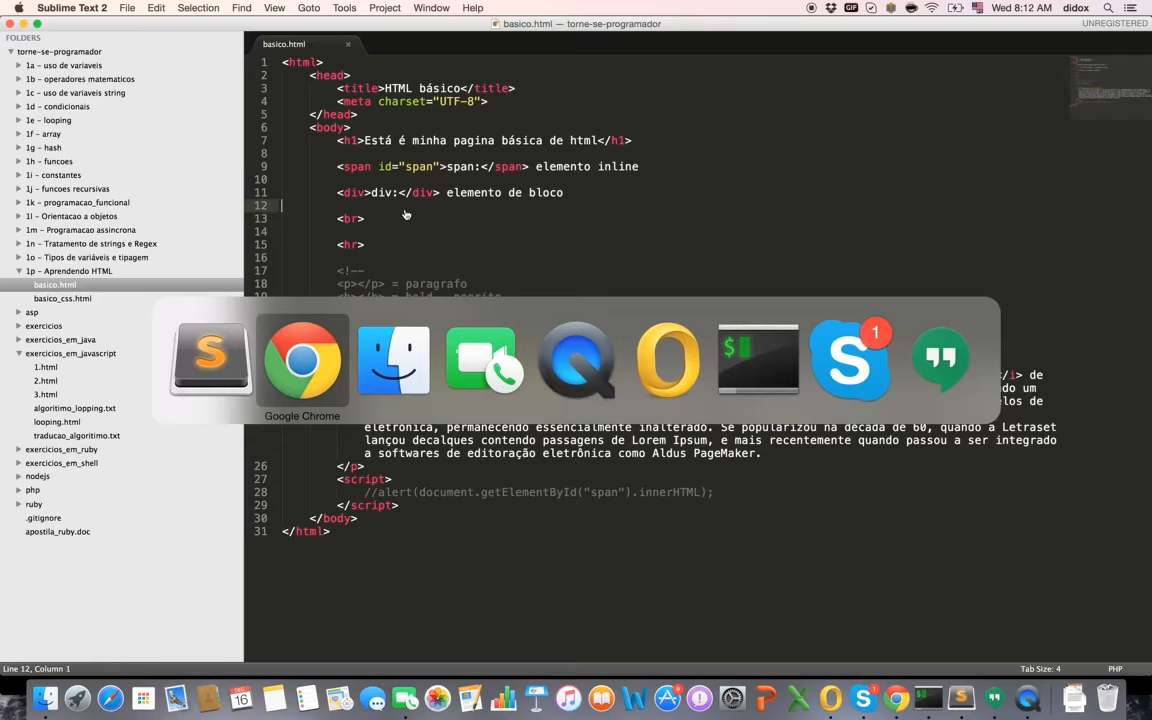 Sublime Text 2 File Edit Selection Find View Goto Tools Project Window Help GIF Wed 8:12 AM didox
basico.html — torne-se-programador UNREGISTERED
FOLDERS
torne-se-programador
1a - uso de variaveis
1b - operadores matematicos
1c - uso de variaveis string
1d - condicionais
1e - looping
1f - array
1g - hash
1h - funcoes
1i - constantes
1j - funcoes recursivas
1k - programacao_funcional
1l - Orientacao a objetos
1m - Programacao assincrona
1n - Tratamento de strings e Regex
1o - Tipos de variáveis e tipagem
1p - Aprendendo HTML
basico.html
basico_css.html
asp
exercicios
exercicios_em_java
exercicios_em_javascript
1.html
2.html
3.html
algoritimo_lopping.txt
looping.html
traducao_algoritimo.txt
exercicios_em_ruby
exercicios_em_shell
nodejs
php
ruby
.gitignore
apostila_ruby.doc
basico.html ×
1 <html>
2 <head>
3 <title>HTML básico</title>
4 <meta charset="UTF-8">
5 </head>
6 <body>
7 <h1>Está é minha pagina básica de html</h1>
8
9 <span id="span">span:</span> elemento inline
10
11 <div>div:</div> elemento de bloco
12
13 <br>
14
15 <hr>
16
17 <!--
18 <p></p> = paragrafo
</i> de
do um
elos de
eletrônica, permanecendo essencialmente inalterado. Se popularizou na década de 60, quando a Letraset
lançou decalques contendo passagens de Lorem Ipsum, e mais recentemente quando passou a ser integrado
a softwares de editoração eletrônica como Aldus PageMaker.
26 </p>
27 <script>
28 //alert(document.getElementById("span").innerHTML);
29 </script>
30 </body>
31 </html>
1
Google Chrome
Line 12, Column 1 Tab Size: 4 PHP
DEC
16